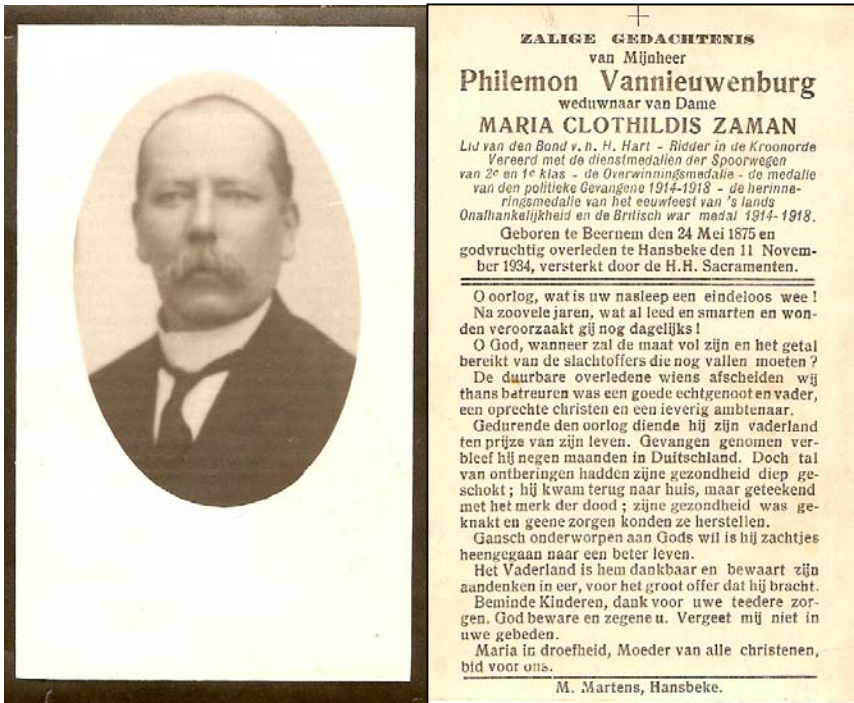 ZALIGE GEDACHTENIS
van Mijnheer
Philemon Vannieuwenburg
weduwnaar van Dame
MARIA CLOTHILDIS ZAMAN
Lid van den Bond v. h. H. Hart - Ridder in de Kroonorde
Vereerd met de dienstmedaliën der Spoorwegen
van 2e en 1e klas - de Overwinningsmedalie - de medalie
van den politieke Gevangene 1914-1918 - de herinne-
ringsmedalie van het eeuwfeest van 's lands
Onafhankelijkheid en de Britisch war medal 1914-1918.
Geboren te Beernem den 24 Mei 1875 en
godvruchtig overleden te Hansbeke den 11 Novem-
ber 1934, versterkt door de H.H. Sacramenten.
O oorlog, wat is uw nasleep een eindeloos wee !
Na zoovele jaren, wat al leed en smarten en won-
den veroorzaakt gij nog dagelijks !
O God, wanneer zal de maat vol zijn en het getal
bereikt van de slachtoffers die nog vallen moeten ?
De duurbare overledene wiens afscheiden wij
thans betreuren was een goede echtgenoot en vader,
een oprechte christen en een ieverig ambtenaar.
Gedurende den oorlog diende hij zijn vaderland
ten prijze van zijn leven. Gevangen genomen ver-
bleef hij negen maanden in Duitschland. Doch tal
van ontberingen hadden zijne gezondheid diep ge-
schokt ; hij kwam terug naar huis, maar geteekend
met het merk der dood ; zijne gezondheid was ge-
knakt en geene zorgen konden ze herstellen.
Gansch onderworpen aan Gods wil is hij zachtjes
heengegaan naar een beter leven.
Het Vaderland is hem dankbaar en bewaart zijn
aandenken in eer, voor het groot offer dat hij bracht.
Beminde Kinderen, dank voor uwe teedere zor-
gen. God beware en zegene u. Vergeet mij niet in
uwe gebeden.
Maria in droefheid, Moeder van alle christenen,
bid voor ons.
M. Martens, Hansbeke.